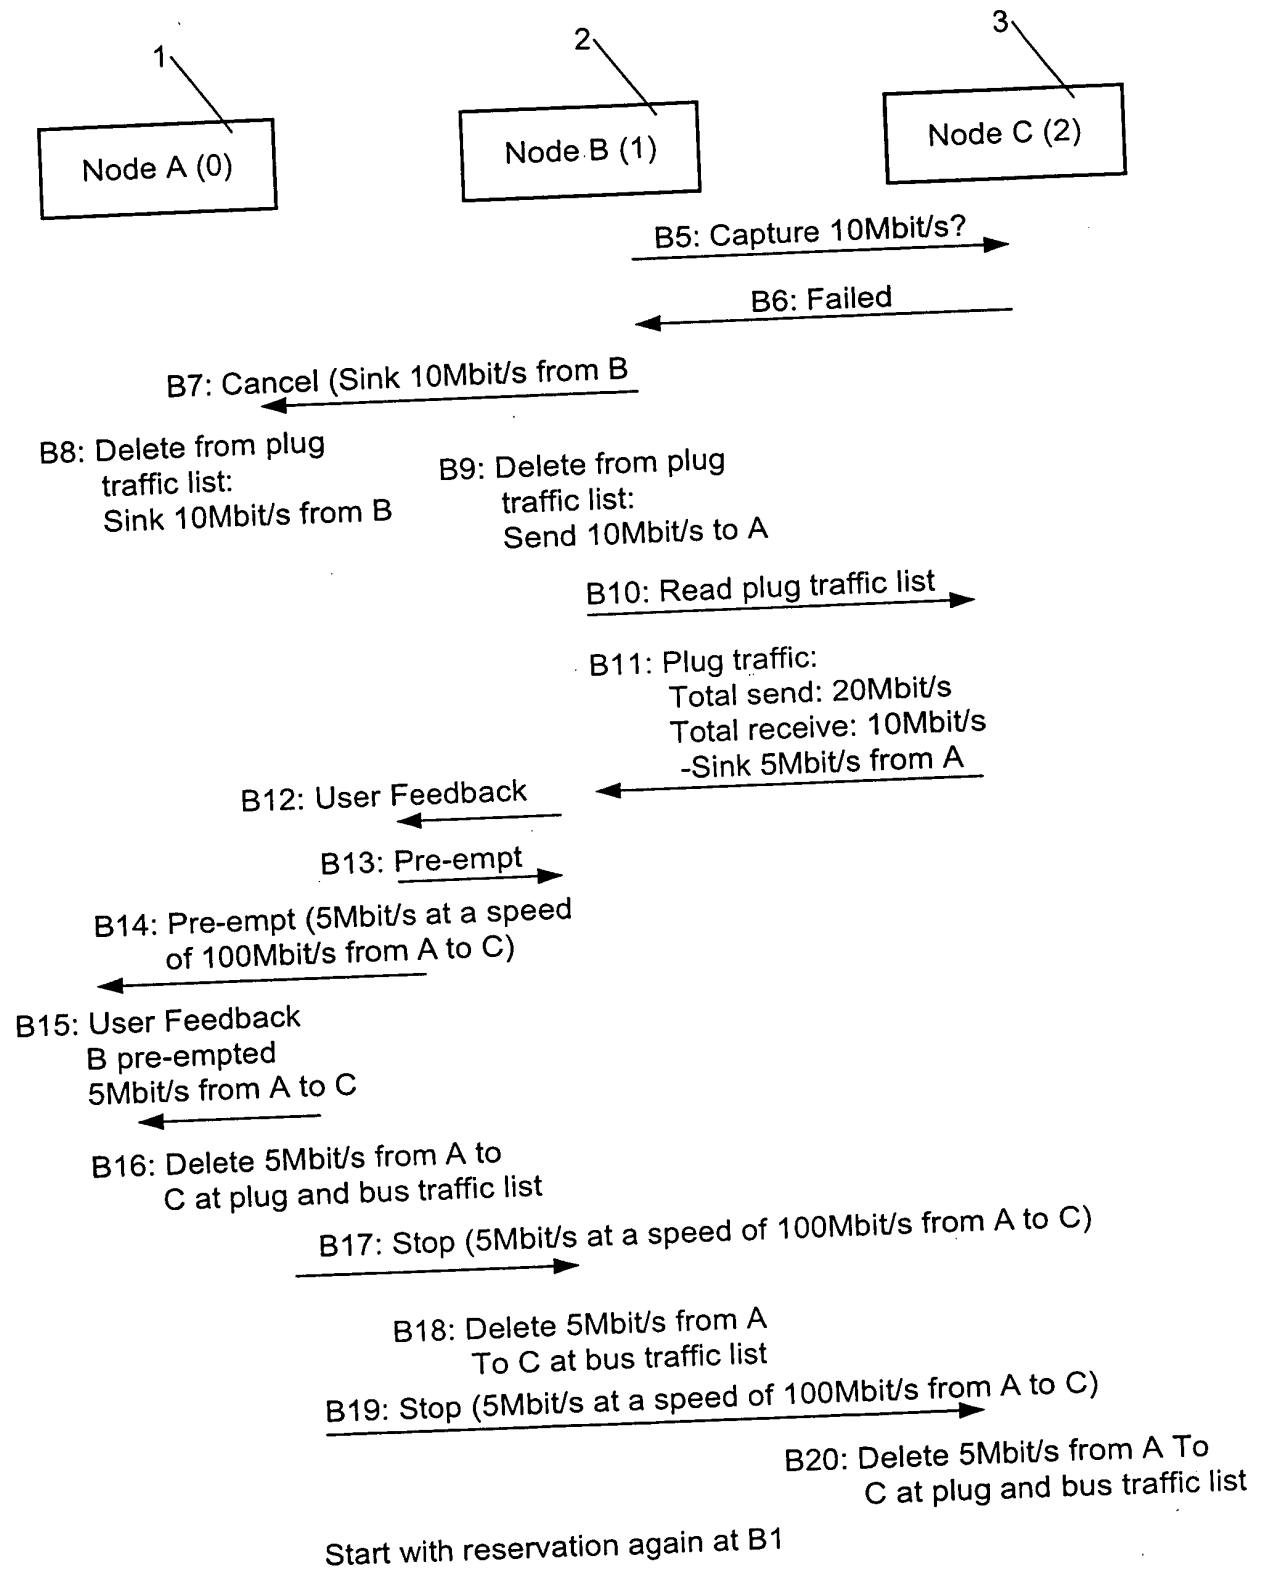 1
2
3
Node A (0)
Node B (1)
Node C (2)
B5: Capture 10Mbit/s?
B6: Failed
B7: Cancel (Sink 10Mbit/s from B
B8: Delete from plug
traffic list:
Sink 10Mbit/s from B
B9: Delete from plug
traffic list:
Send 10Mbit/s to A
B10: Read plug traffic list
B11: Plug traffic:
Total send: 20Mbit/s
Total receive: 10Mbit/s
-Sink 5Mbit/s from A
B12: User Feedback
B13: Pre-empt
B14: Pre-empt (5Mbit/s at a speed
of 100Mbit/s from A to C)
B15: User Feedback
B pre-empted
5Mbit/s from A to C
B16: Delete 5Mbit/s from A to
C at plug and bus traffic list
B17: Stop (5Mbit/s at a speed of 100Mbit/s from A to C)
B18: Delete 5Mbit/s from A
To C at bus traffic list
B19: Stop (5Mbit/s at a speed of 100Mbit/s from A to C)
B20: Delete 5Mbit/s from A To
C at plug and bus traffic list
Start with reservation again at B1